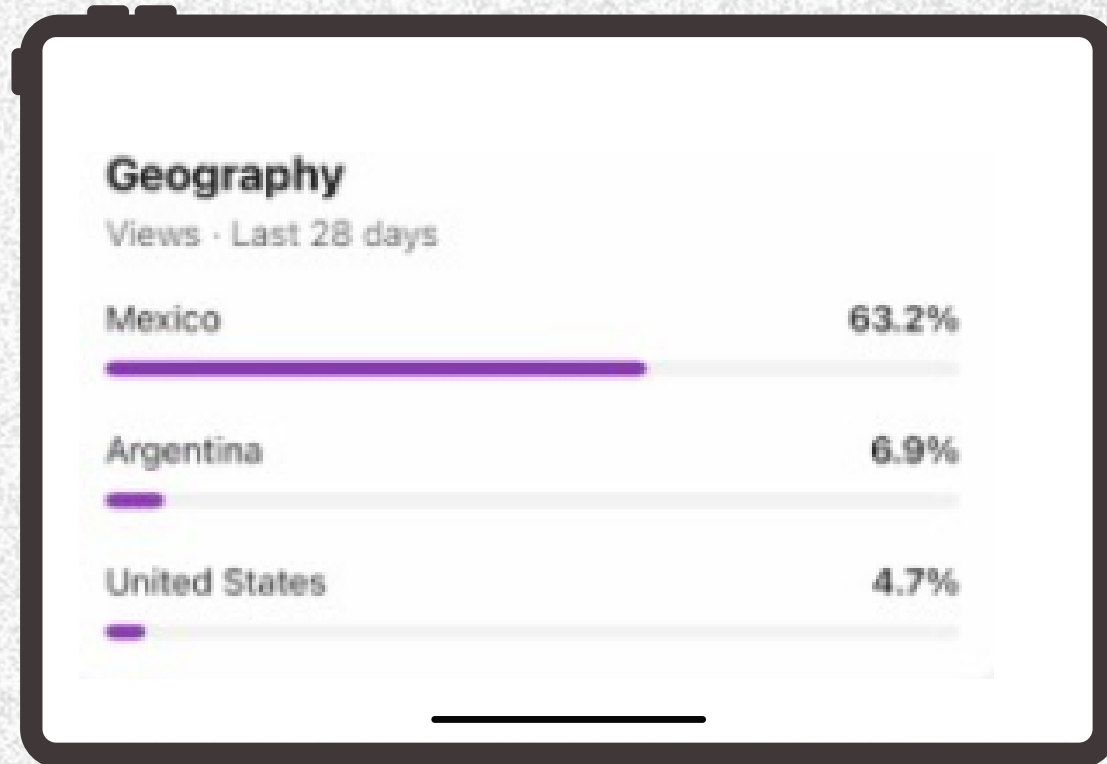 Geography
Views · Last 28 days
Mexico 63.2%
Argentina 6.9%
United States 4.7%